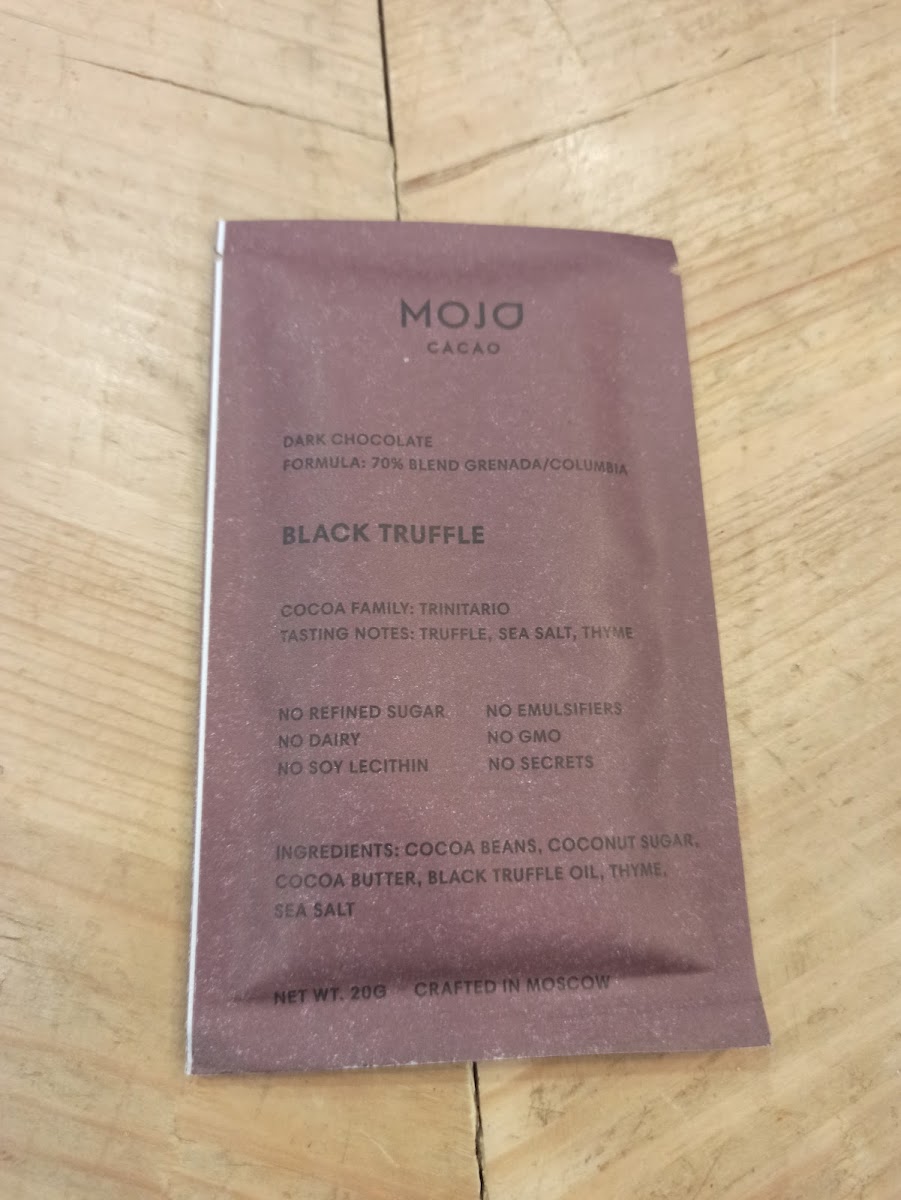 MOJO
CACAO
DARK CHOCOLATE
FORMULA: 70% BLEND GRENADA/COLUMBIA
BLACK TRUFFLE
COCOA FAMILY: TRINITARIO
TASTING NOTES: TRUFFLE, SEA SALT, THYME
NO REFINED SUGAR NO EMULSIFIERS
NO DAIRY NO GMO
NO SOY LECITHIN NO SECRETS
INGREDIENTS: COCOA BEANS, COCONUT SUGAR,
COCOA BUTTER, BLACK TRUFFLE OIL, THYME,
SEA SALT
NET WT. 20G CRAFTED IN MOSCOW